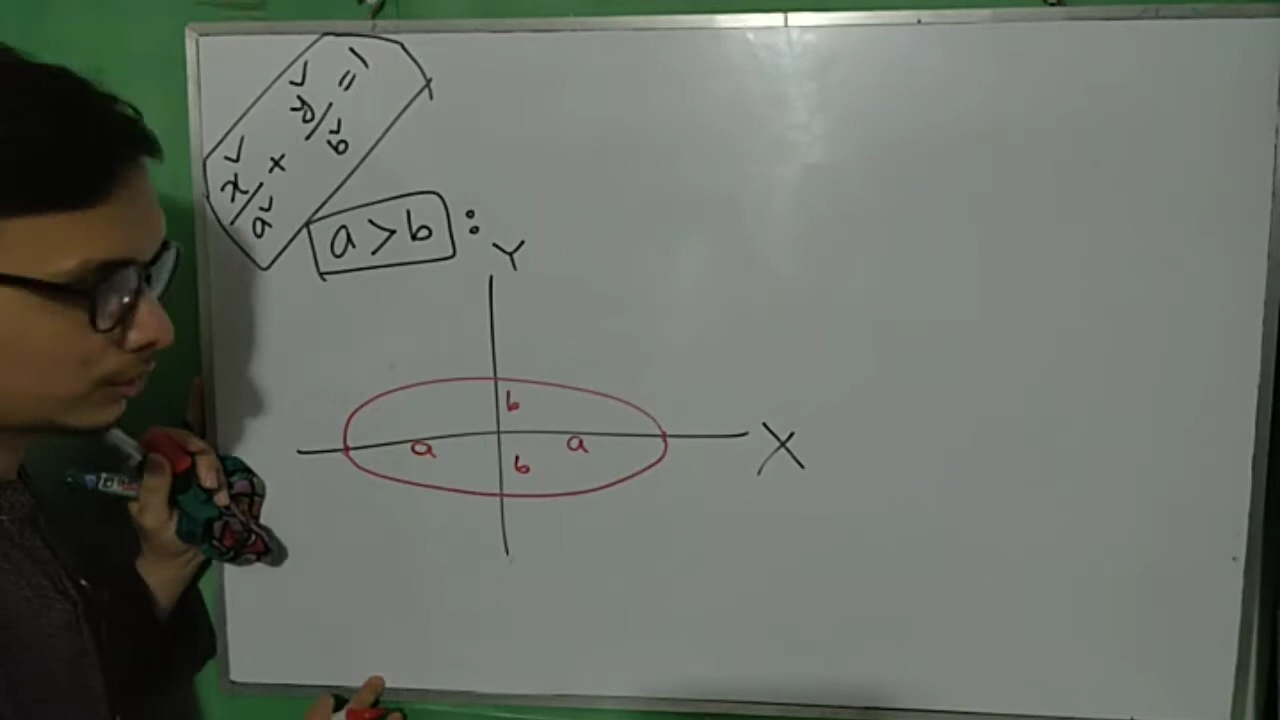 x²/a² + y²/b² = 1
a > b :
Y
b
a a
b
X